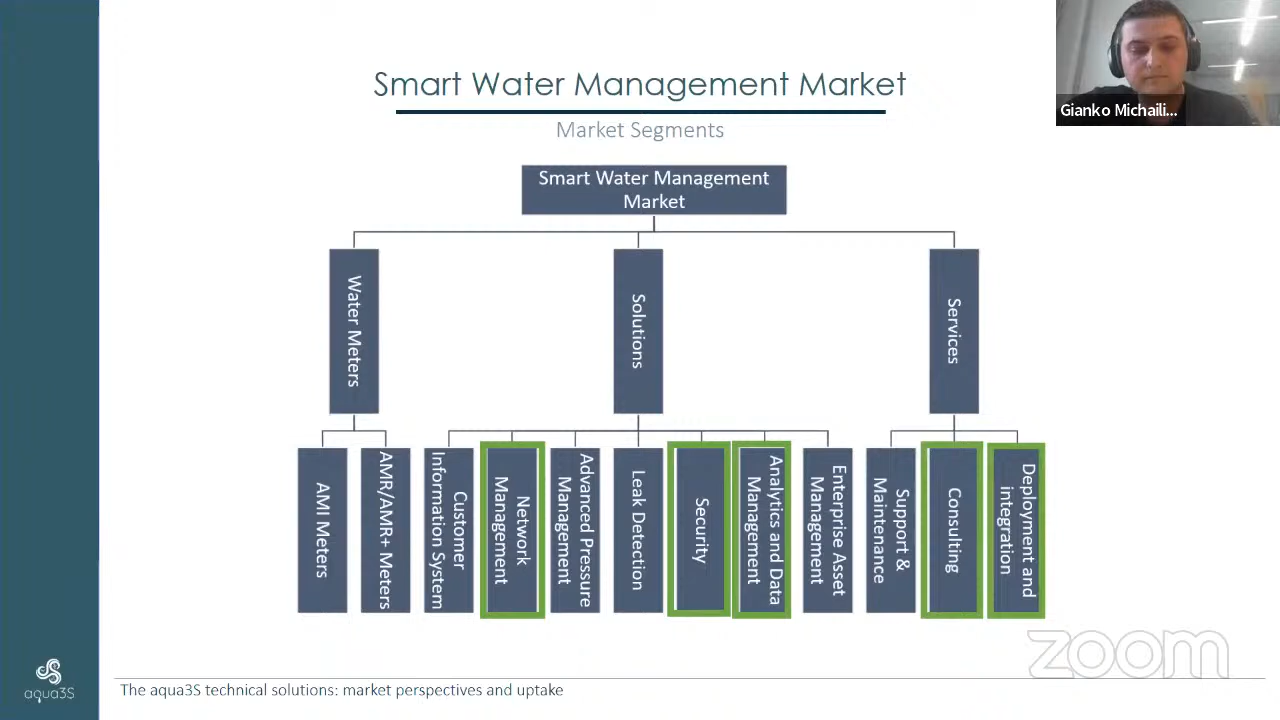 Smart Water Management Market
Market Segments
Gianko Michaili...
Smart Water Management
Market
Water Meters
Solutions
Services
AMI Meters
AMR/AMR+ Meters
Customer
Information System
Network
Management
Advanced Pressure
Management
Leak Detection
Security
Analytics and Data
Management
Enterprise Asset
Management
Support &
Maintenance
Consulting
Deployment and
integration
zoom
aqua3S
The aqua3S technical solutions: market perspectives and uptake